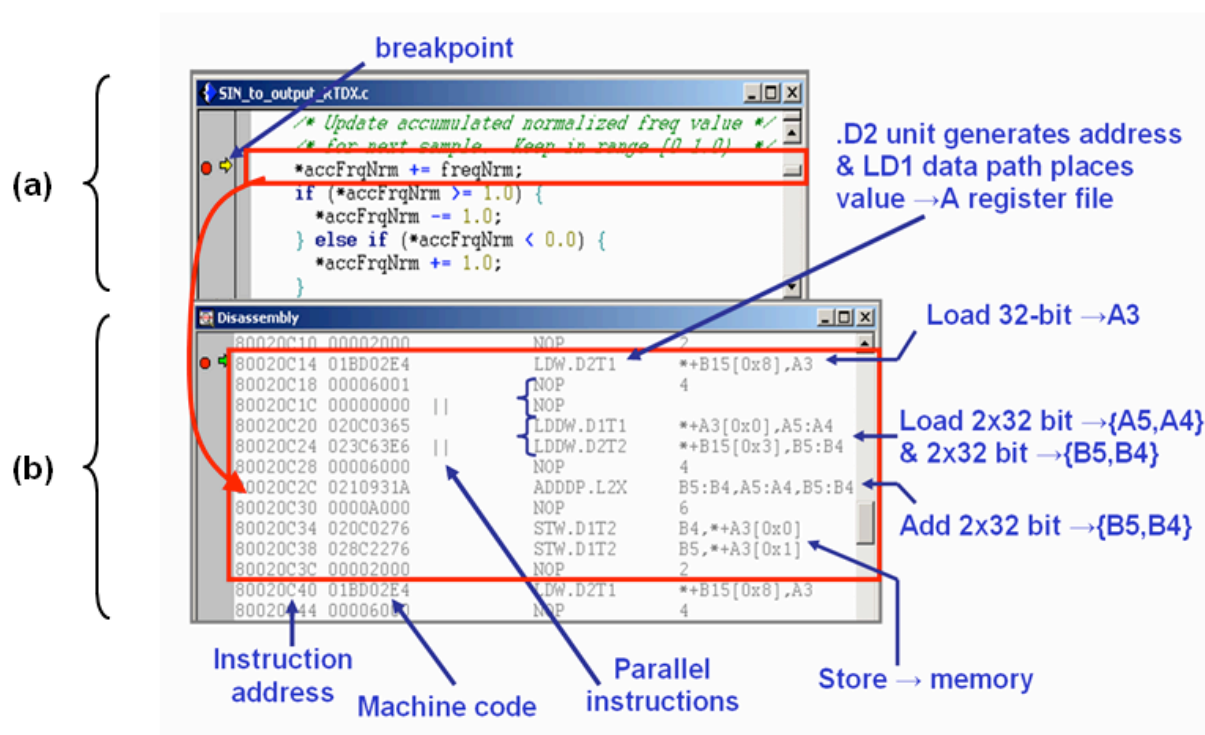 breakpoint
(a)
SIN_to_output_RTDX.c
/* Update accumulated normalized freq value */
/* for next sample. Keep in range [0 1.0) */
*accFrqNrm += freqNrm;
if (*accFrqNrm >= 1.0) {
*accFrqNrm -= 1.0;
} else if (*accFrqNrm < 0.0) {
*accFrqNrm += 1.0;
}
.D2 unit generates address
& LD1 data path places
value →A register file
(b)
Disassembly
80020C10 00002000 NOP 2
80020C14 01BD02E4 LDW.D2T1 *+B15[0x8],A3
80020C18 00006001 NOP 4
80020C1C 00000000 || NOP
80020C20 020C0365 LDDW.D1T1 *+A3[0x0],A5:A4
80020C24 023C63E6 || LDDW.D2T2 *+B15[0x3],B5:B4
80020C28 00006000 NOP 4
80020C2C 0210931A ADDDP.L2X B5:B4,A5:A4,B5:B4
80020C30 0000A000 NOP 6
80020C34 020C0276 STW.D1T2 B4,*+A3[0x0]
80020C38 028C2276 STW.D1T2 B5,*+A3[0x1]
80020C3C 00002000 NOP 2
80020C40 01BD02E4 LDW.D2T1 *+B15[0x8],A3
NOP 4
Load 32-bit →A3
Load 2x32 bit →{A5,A4}
& 2x32 bit →{B5,B4}
Add 2x32 bit →{B5,B4}
Store → memory
Instruction
address
Machine code
Parallel
instructions